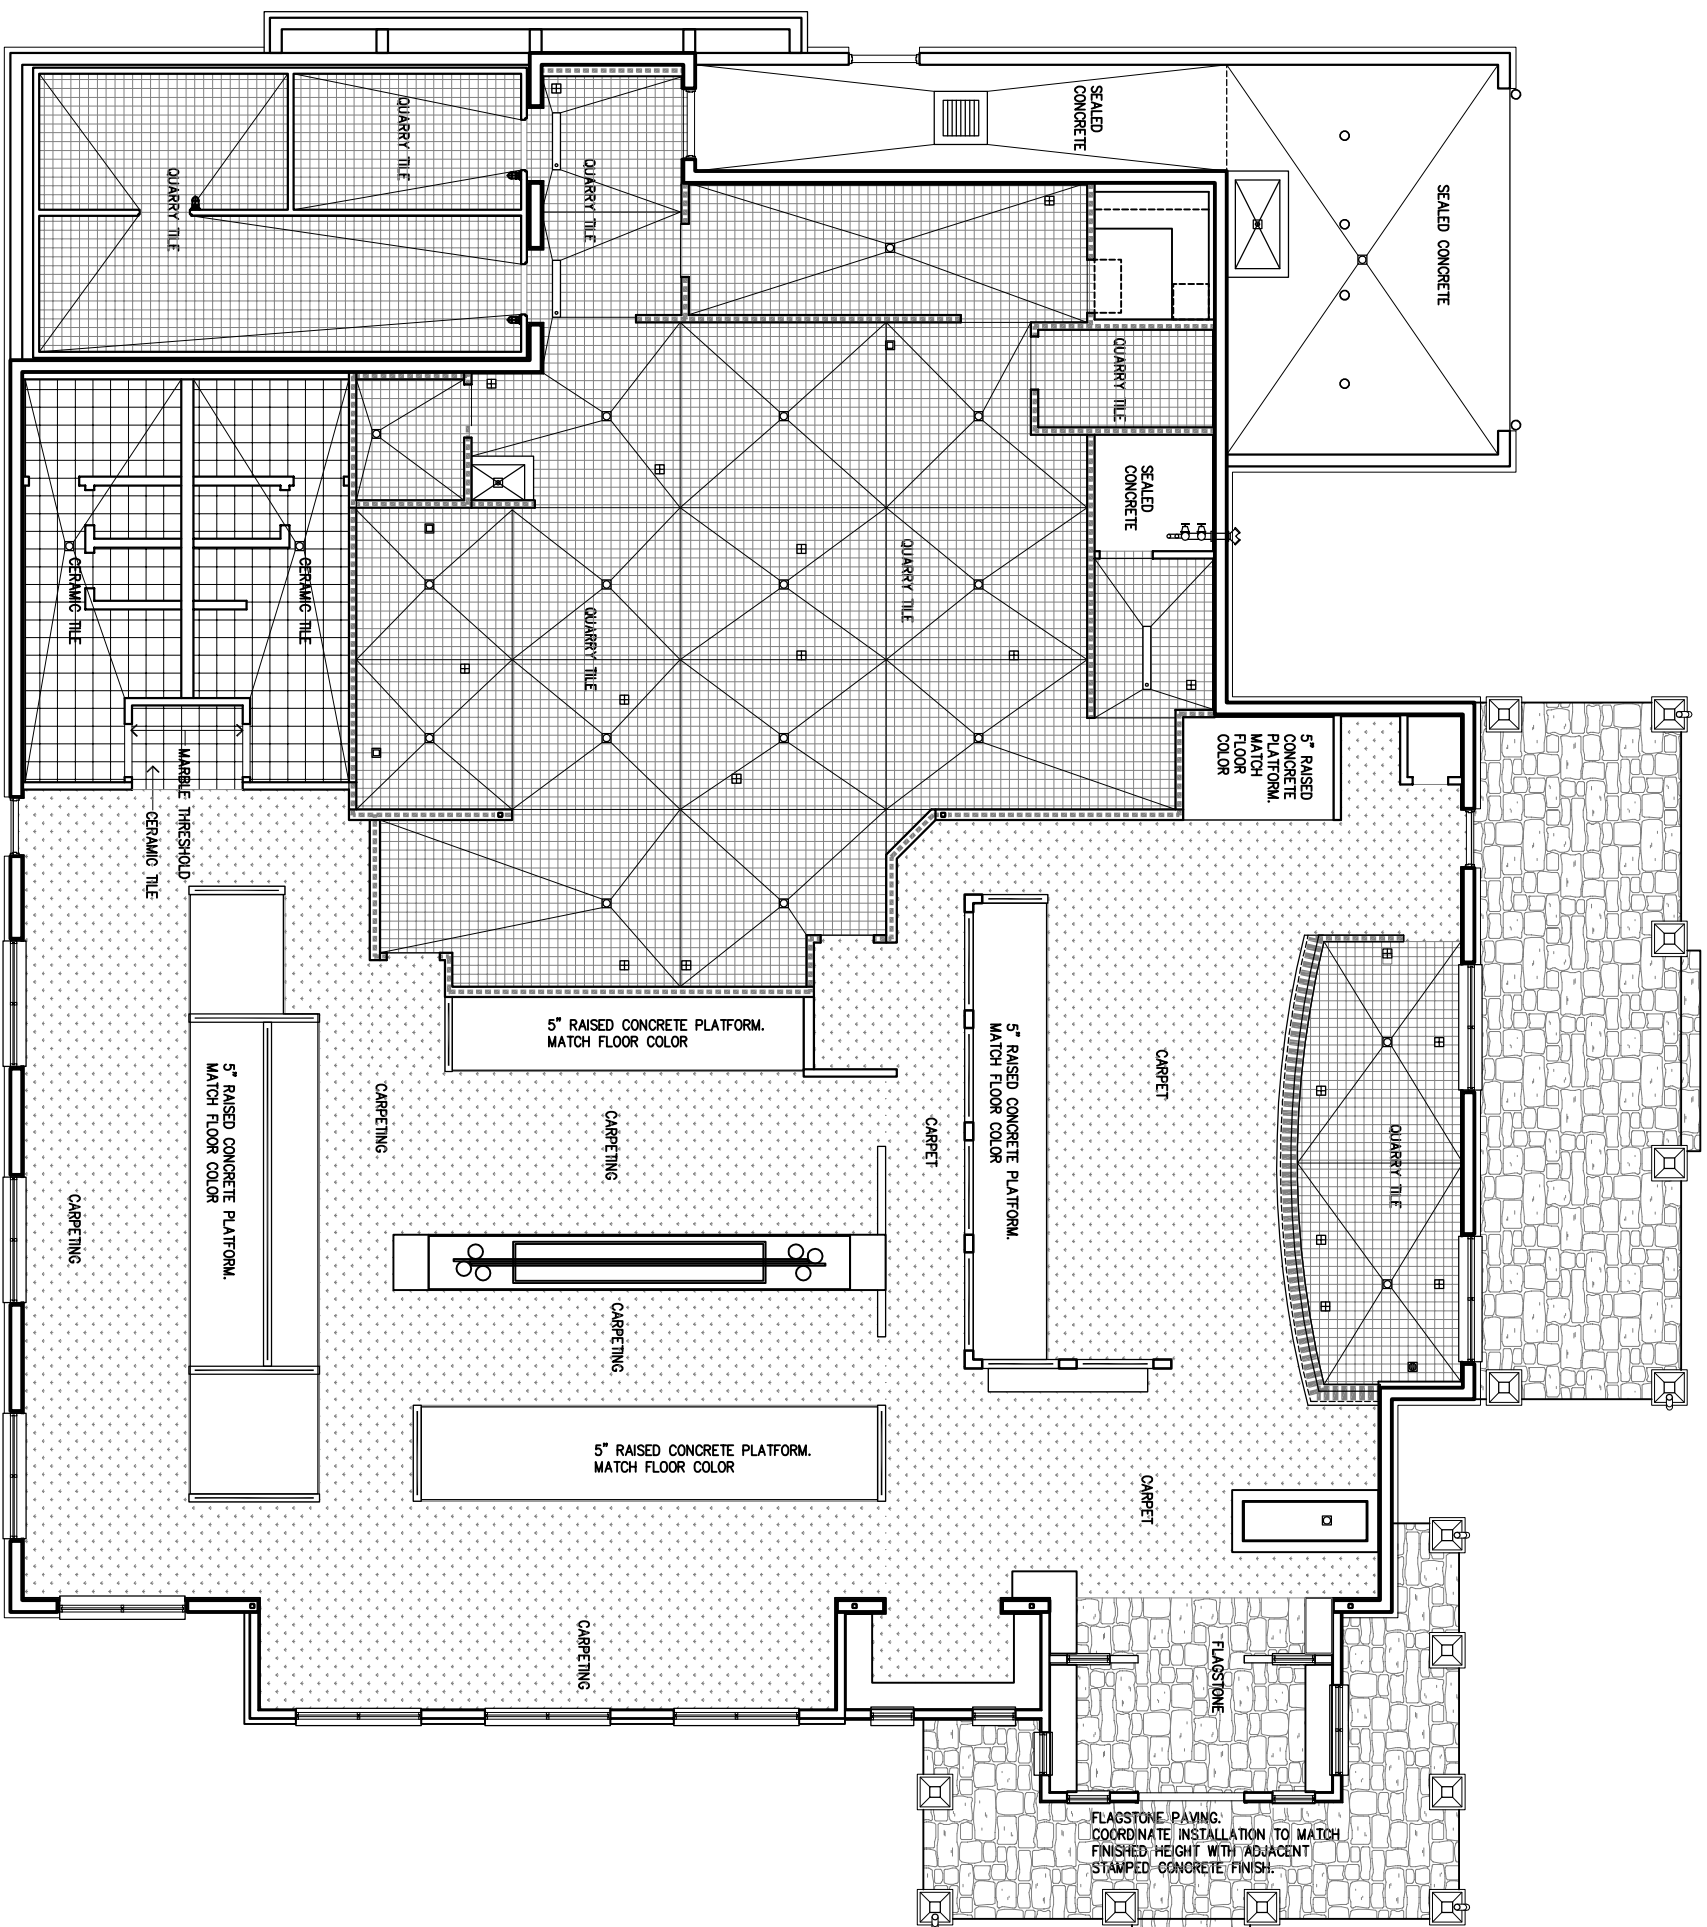 SEALED
CONCRETE
SEALED CONCRETE
QUARRY TILE
QUARRY TILE
QUARRY TILE
QUARRY TILE
SEALED
CONCRETE
QUARRY TILE
QUARRY TILE
CERAMIC TILE
CERAMIC TILE
MARBLE THRESHOLD
CERAMIC TILE
5" RAISED
CONCRETE
PLATFORM.
MATCH
FLOOR
COLOR
5" RAISED CONCRETE PLATFORM.
MATCH FLOOR COLOR
5" RAISED CONCRETE PLATFORM.
MATCH FLOOR COLOR
CARPET
QUARRY TILE
5" RAISED CONCRETE PLATFORM.
MATCH FLOOR COLOR
CARPETING
CARPETING
CARPET
CARPETING
CARPETING
5" RAISED CONCRETE PLATFORM.
MATCH FLOOR COLOR
CARPET
CARPETING
FLAGSTONE
FLAGSTONE PAVING.
COORDINATE INSTALLATION TO MATCH
FINISHED HEIGHT WITH ADJACENT
STAMPED CONCRETE FINISH.